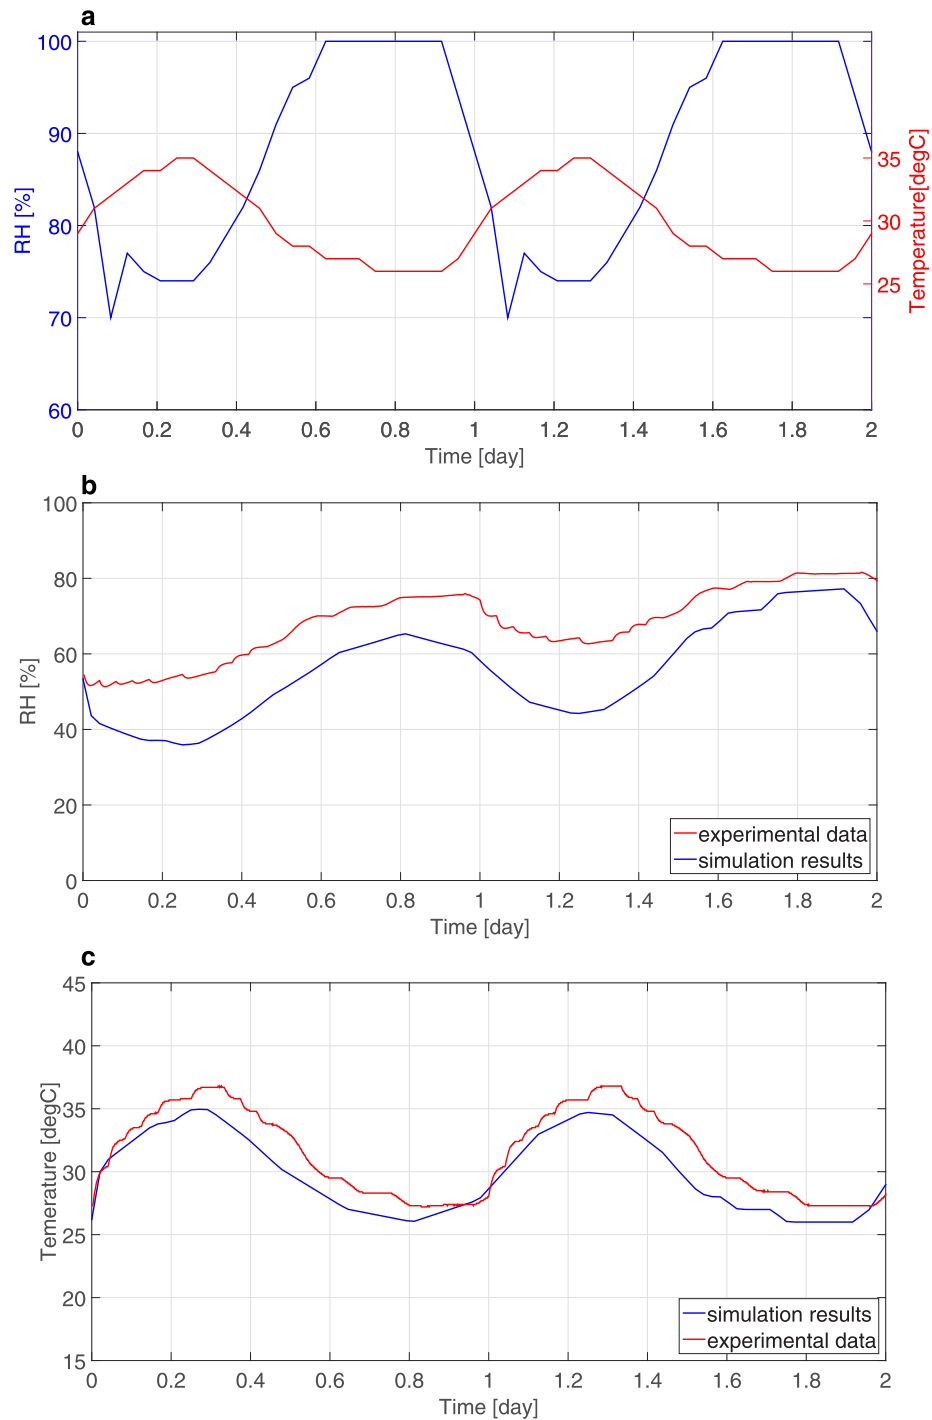 a
100
90
80
70
60
RH [%]
35
30
25
Temperature[degC]
0 0.2 0.4 0.6 0.8 1 1.2 1.4 1.6 1.8 2
Time [day]
b
100
80
60
40
20
0
RH [%]
experimental data
simulation results
0 0.2 0.4 0.6 0.8 1 1.2 1.4 1.6 1.8 2
Time [day]
c
45
40
35
30
25
20
15
Temerature [degC]
simulation results
experimental data
0 0.2 0.4 0.6 0.8 1 1.2 1.4 1.6 1.8 2
Time [day]